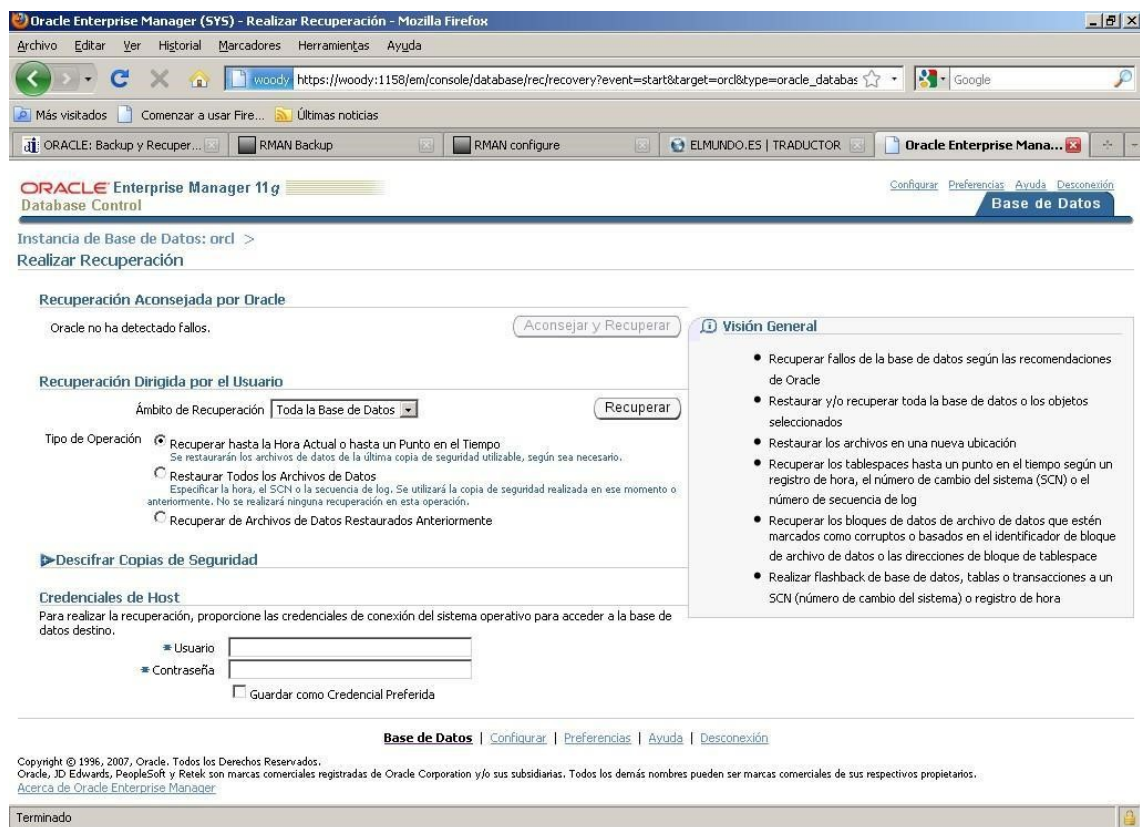 Oracle Enterprise Manager (SYS) - Realizar Recuperación - Mozilla Firefox
Archivo Editar Ver Historial Marcadores Herramientas Ayuda
woody https://woody:1158/em/console/database/rec/recovery?event=start&target=orcl&type=oracle_databas
Google
Más visitados Comenzar a usar Fire... Últimas noticias
ORACLE: Backup y Recuper... RMAN Backup RMAN configure ELMUNDO.ES | TRADUCTOR Oracle Enterprise Mana...
ORACLE Enterprise Manager 11g
Database Control
Configurar Preferencias Ayuda Desconexión
Base de Datos
Instancia de Base de Datos: orcl >
Realizar Recuperación
Recuperación Aconsejada por Oracle
Oracle no ha detectado fallos.
Aconsejar y Recuperar
Recuperación Dirigida por el Usuario
Ámbito de Recuperación Toda la Base de Datos
Recuperar
Tipo de Operación
Recuperar hasta la Hora Actual o hasta un Punto en el Tiempo
Se restaurarán los archivos de datos de la última copia de seguridad utilizable, según sea necesario.
Restaurar Todos los Archivos de Datos
Especificar la hora, el SCN o la secuencia de log. Se utilizará la copia de seguridad realizada en ese momento o
anteriormente. No se realizará ninguna recuperación en esta operación.
Recuperar de Archivos de Datos Restaurados Anteriormente
Descifrar Copias de Seguridad
Credenciales de Host
Para realizar la recuperación, proporcione las credenciales de conexión del sistema operativo para acceder a la base de
datos destino.
* Usuario
* Contraseña
Guardar como Credencial Preferida
Visión General
Recuperar fallos de la base de datos según las recomendaciones
de Oracle
Restaurar y/o recuperar toda la base de datos o los objetos
seleccionados
Restaurar los archivos en una nueva ubicación
Recuperar los tablespaces hasta un punto en el tiempo según un
registro de hora, el número de cambio del sistema (SCN) o el
número de secuencia de log
Recuperar los bloques de datos de archivo de datos que estén
marcados como corruptos o basados en el identificador de bloque
de archivo de datos o las direcciones de bloque de tablespace
Realizar flashback de base de datos, tablas o transacciones a un
SCN (número de cambio del sistema) o registro de hora
Base de Datos | Configurar | Preferencias | Ayuda | Desconexión
Copyright © 1996, 2007, Oracle. Todos los Derechos Reservados.
Oracle, JD Edwards, PeopleSoft y Retek son marcas comerciales registradas de Oracle Corporation y/o sus subsidiarias. Todos los demás nombres pueden ser marcas comerciales de sus respectivos propietarios.
Acerca de Oracle Enterprise Manager
Terminado